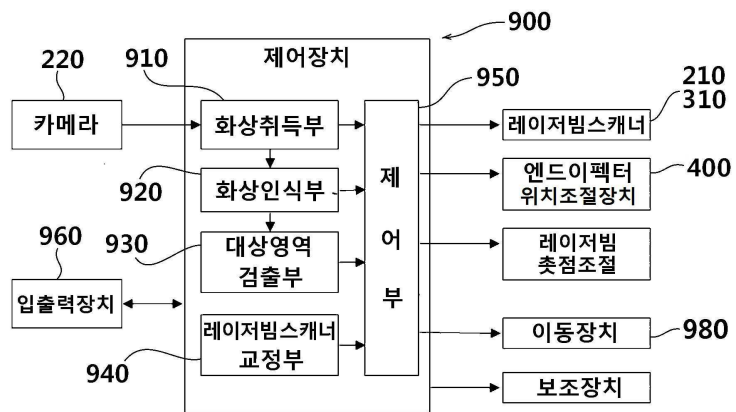 900
제어장치
220
910
950
210
310
카메라
화상취득부
레이저빔스캐너
920
화상인식부
엔드이펙터
위치조절장치
400
제
어
부
960
930
대상영역
검출부
레이저빔
촛점조절
입출력장치
레이저빔스캐너
교정부
940
이동장치
980
보조장치